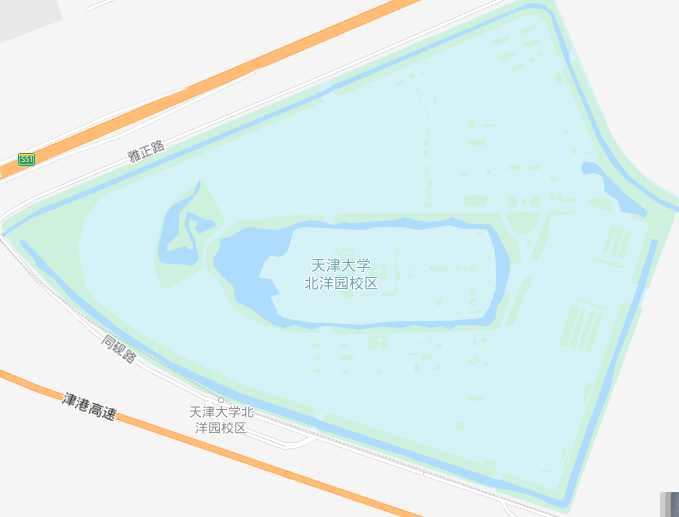 S51
雅正路
天津大学
北洋园校区
同砚路
津港高速
天津大学北
洋园校区